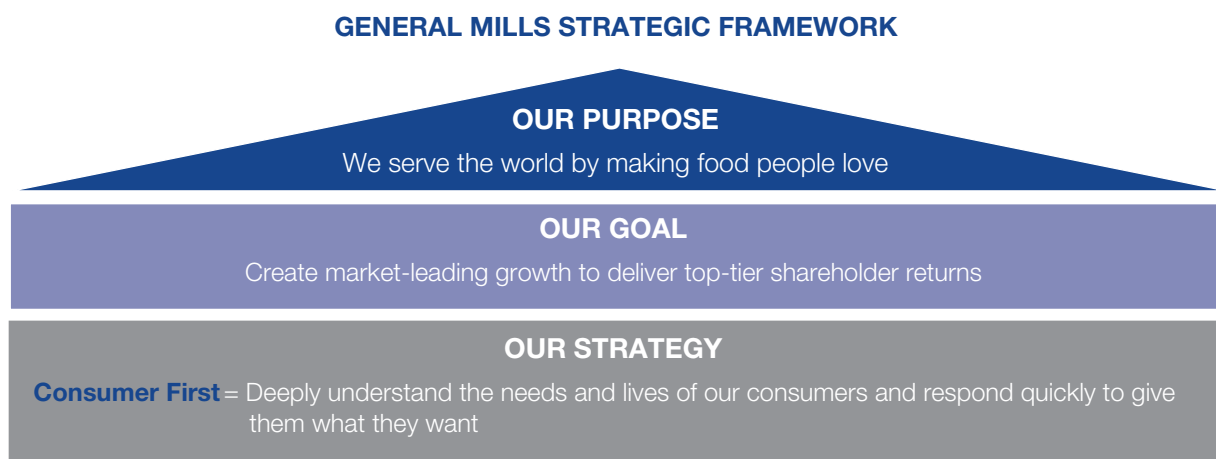 GENERAL MILLS STRATEGIC FRAMEWORK
OUR PURPOSE
We serve the world by making food people love
OUR GOAL
Create market-leading growth to deliver top-tier shareholder returns
OUR STRATEGY
Consumer First = Deeply understand the needs and lives of our consumers and respond quickly to give
them what they want